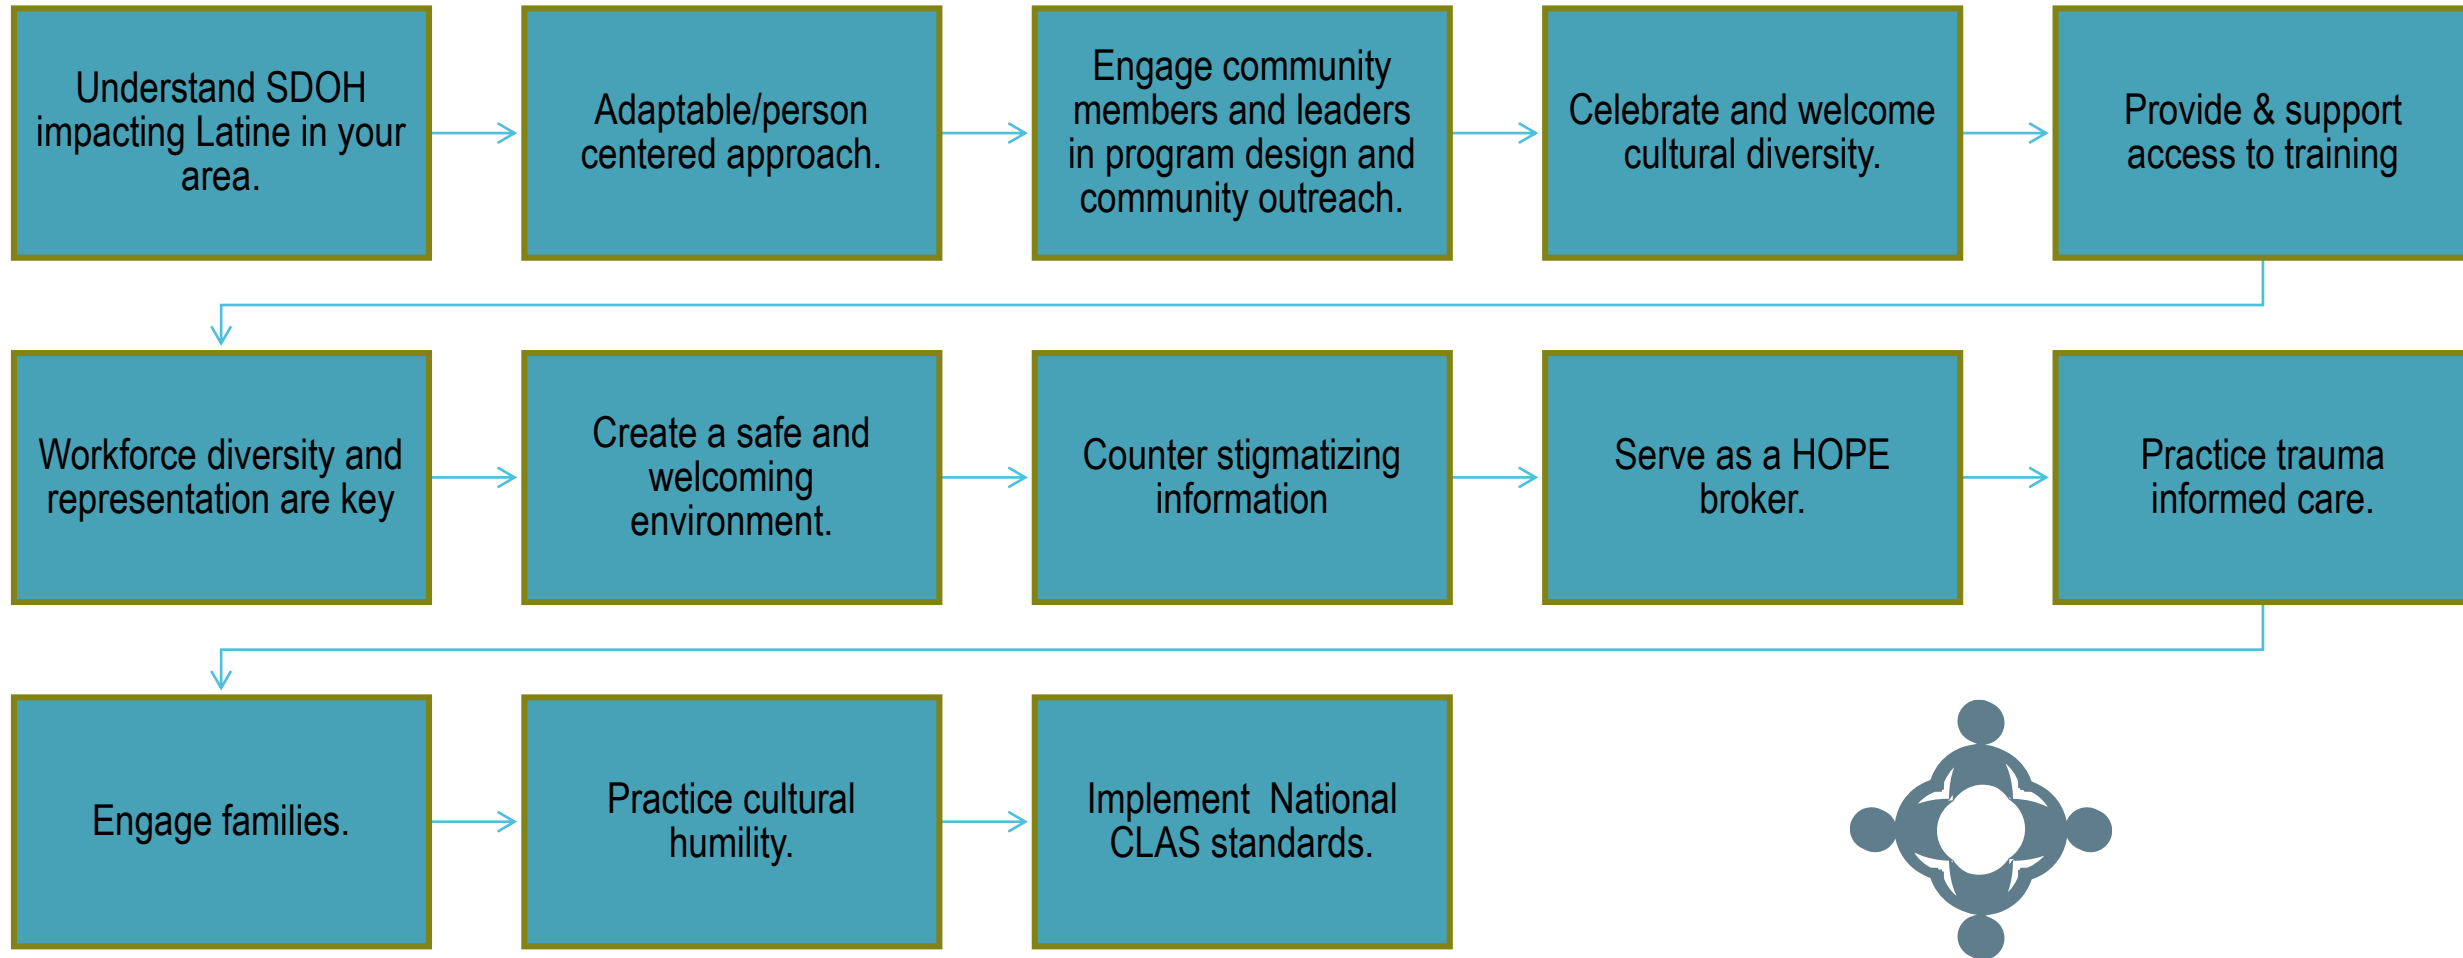 Understand SDOH
impacting Latine in your
area.
Adaptable/person
centered approach.
Engage community
members and leaders
in program design and
community outreach.
Celebrate and welcome
cultural diversity.
Provide & support
access to training
Workforce diversity and
representation are key
Create a safe and
welcoming
environment.
Counter stigmatizing
information
Serve as a HOPE
broker.
Practice trauma
informed care.
Engage families.
Practice cultural
humility.
Implement  National
CLAS standards.